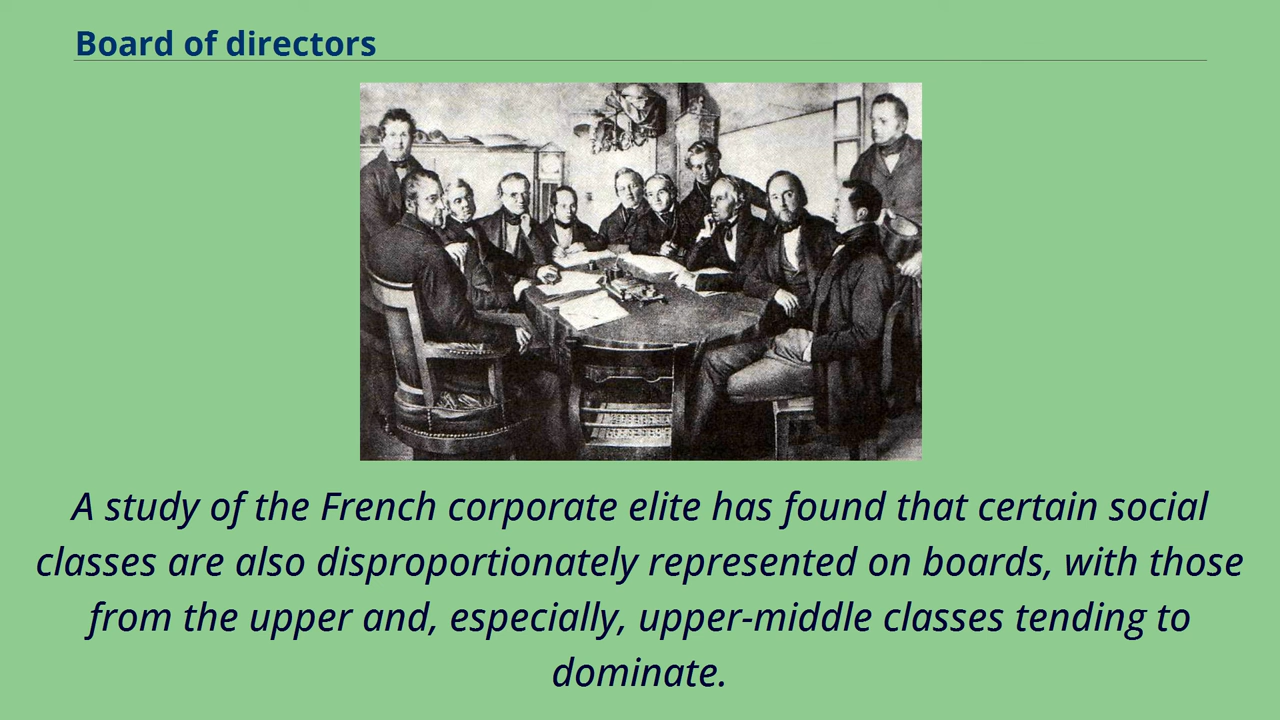 Board of directors
A study of the French corporate elite has found that certain social
classes are also disproportionately represented on boards, with those
from the upper and, especially, upper-middle classes tending to
dominate.